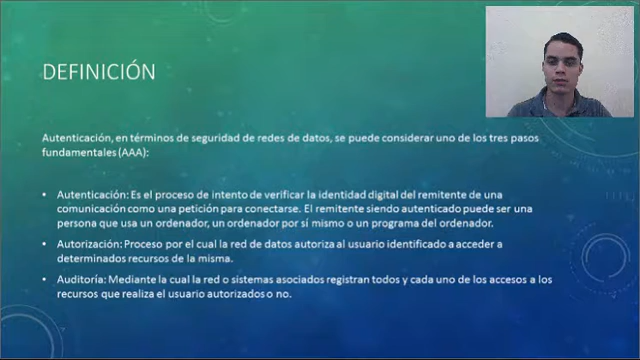 DEFINICIÓN
Autenticación, en términos de seguridad de redes de datos, se puede considerar uno de los tres pasos
fundamentales (AAA):
• Autenticación: Es el proceso de intento de verificar la identidad digital del remitente de una
comunicación como una petición para conectarse. El remitente siendo autenticado puede ser una
persona que usa un ordenador, un ordenador por sí mismo o un programa del ordenador.
• Autorización: Proceso por el cual la red de datos autoriza al usuario identificado a acceder a
determinados recursos de la misma.
• Auditoría: Mediante la cual la red o sistemas asociados registran todos y cada uno de los accesos a los
recursos que realiza el usuario autorizados o no.